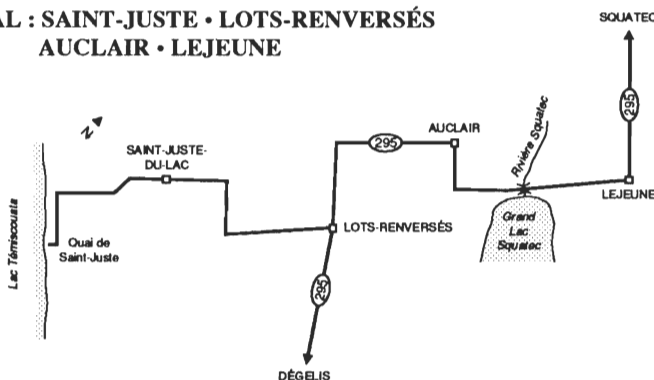 AL : SAINT-JUSTE • LOTS-RENVERSÉS
AUCLAIR • LEJEUNE
SQUATEC
295
N
SAINT-JUSTE-
DU-LAC
295
AUCLAIR
Rivière Squatec
LEJEUNE
Lac Témiscouata
Quai de
Saint-Juste
LOTS-RENVERSÉS
Grand
Lac
Squatec
295
DÉGELIS